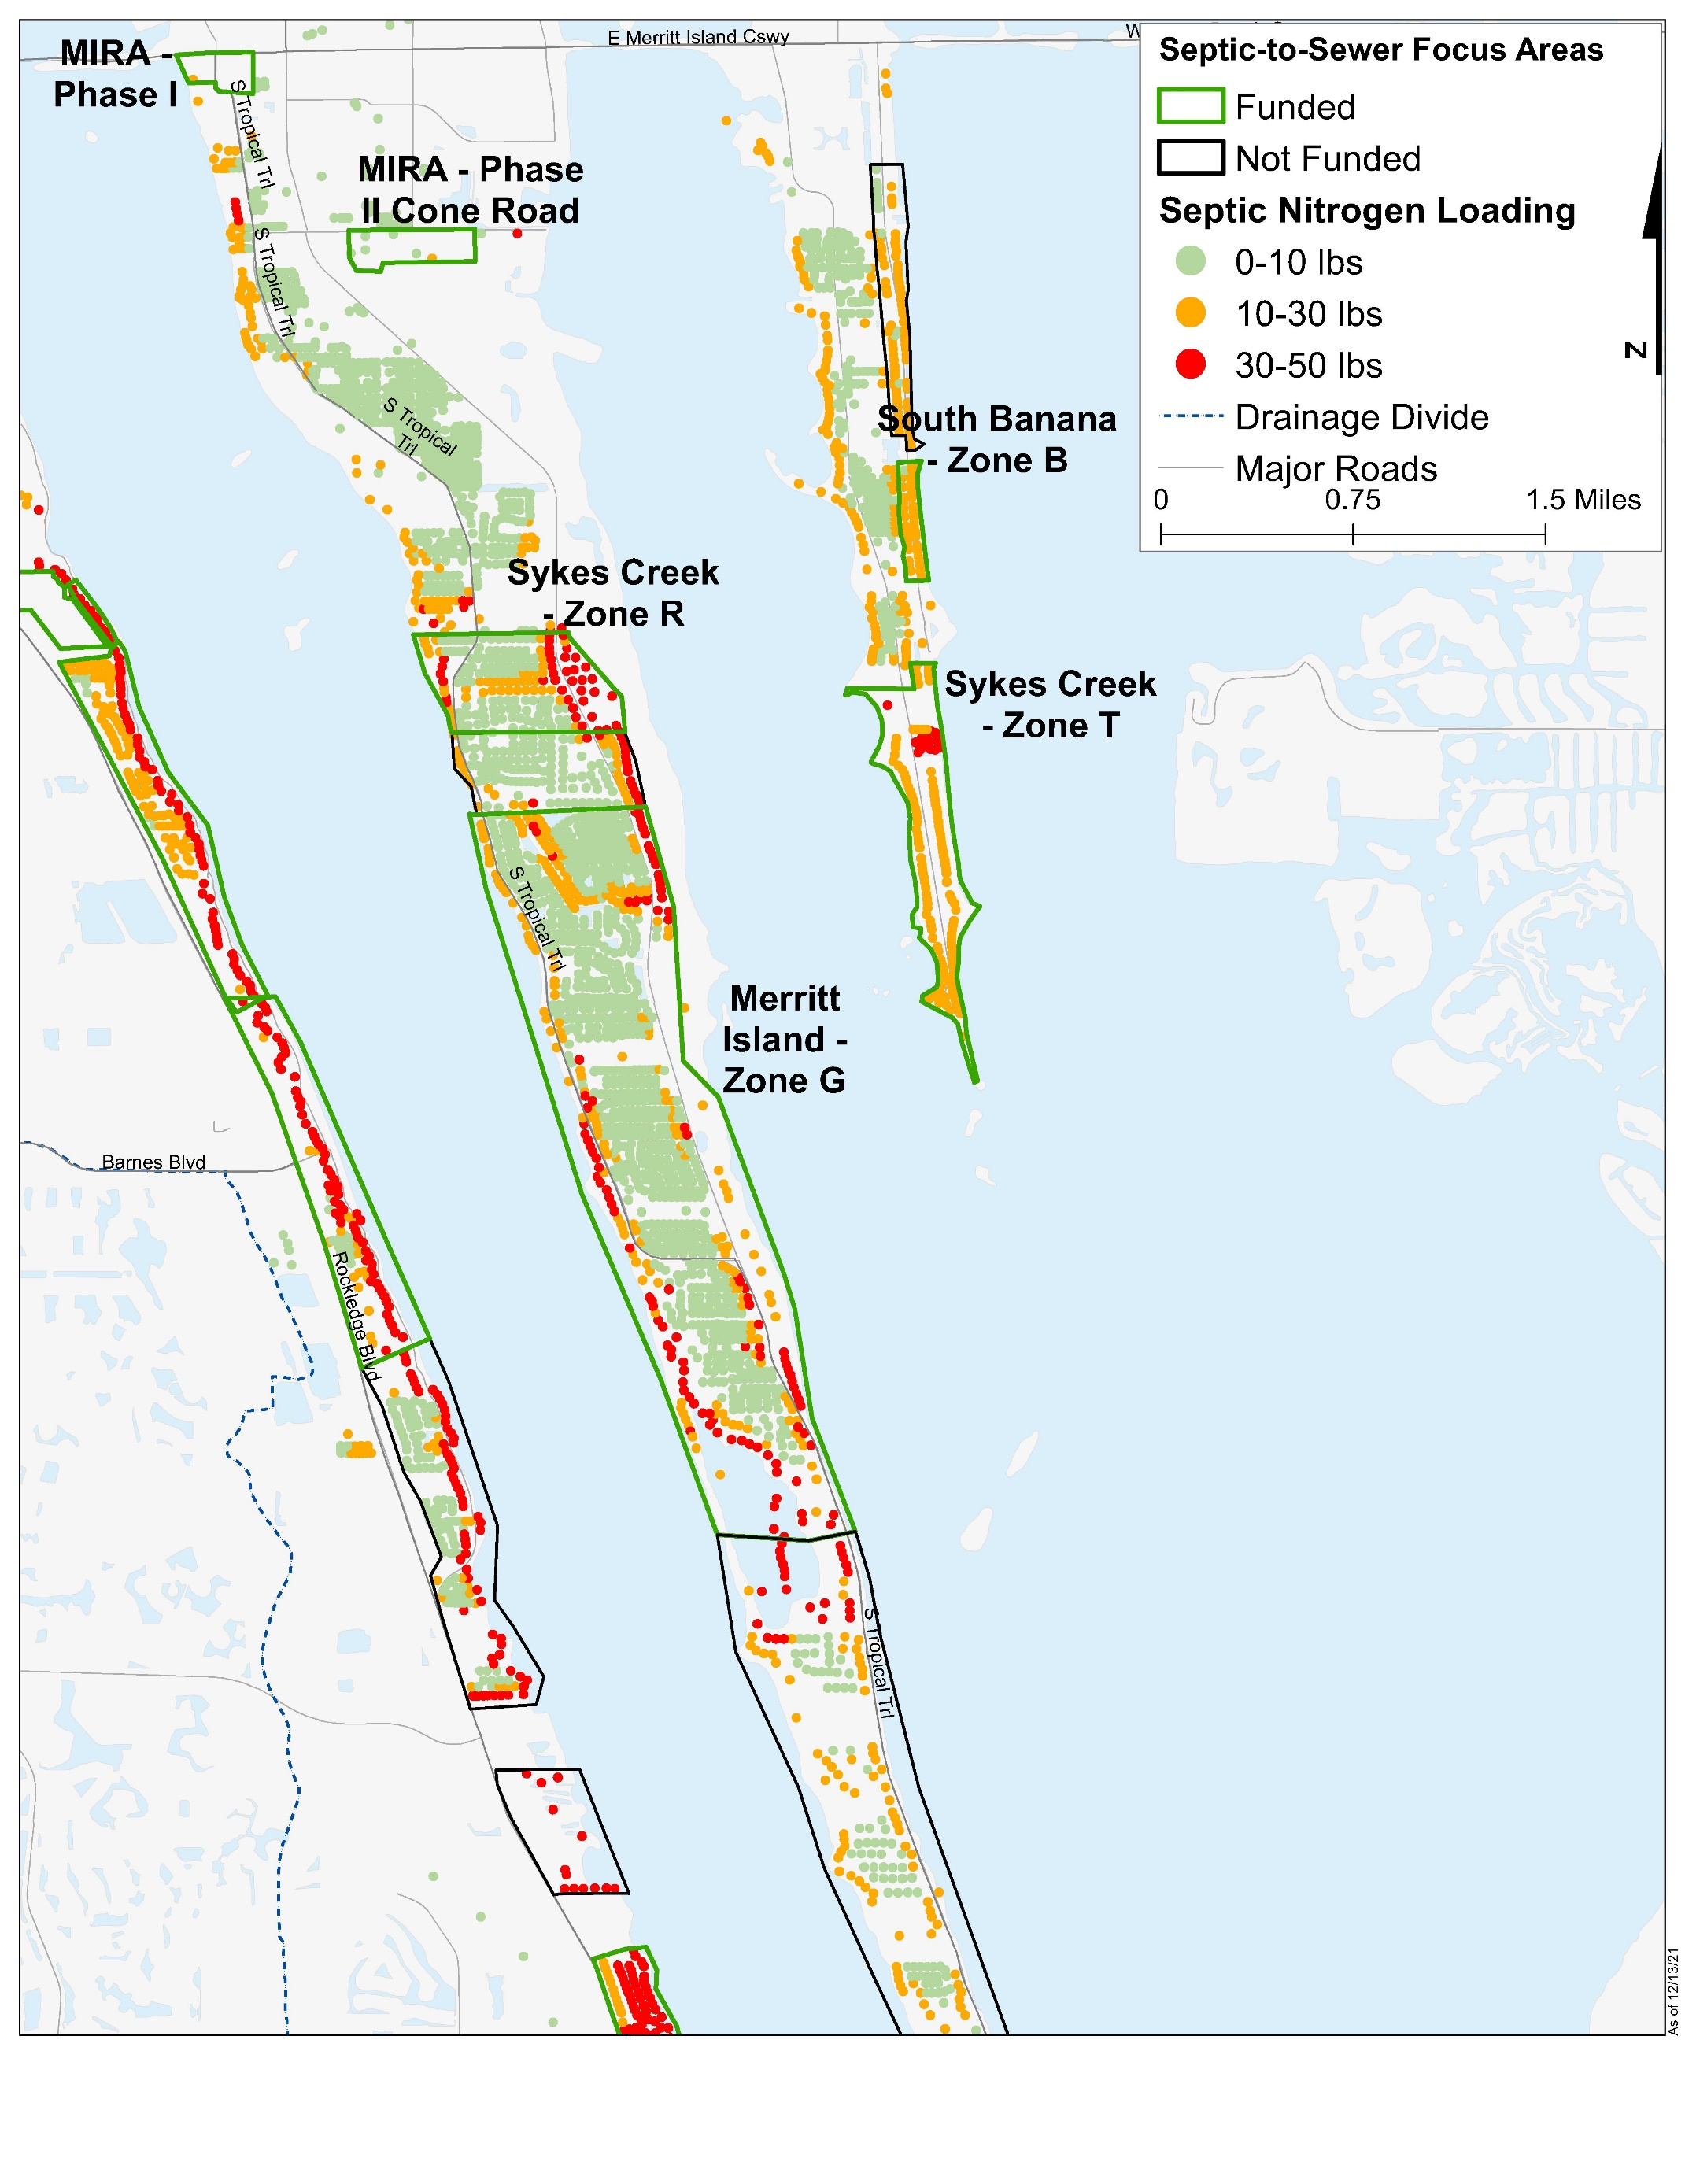 E Merritt Island Cswy
W
MIRA -
Phase I
S Tropical Trl
MIRA - Phase
II Cone Road
S Tropical Trl
S Tropical
Trl
South Banana
- Zone B
Sykes Creek
- Zone R
Sykes Creek
- Zone T
S Tropical Trl
Merritt
Island -
Zone G
Barnes Blvd
Rockledge Blvd
S Tropical Trl
Septic-to-Sewer Focus Areas
Funded
Not Funded
Septic Nitrogen Loading
0-10 lbs
10-30 lbs
30-50 lbs
Drainage Divide
Major Roads
0 0.75 1.5 Miles
N
As of 12/13/21